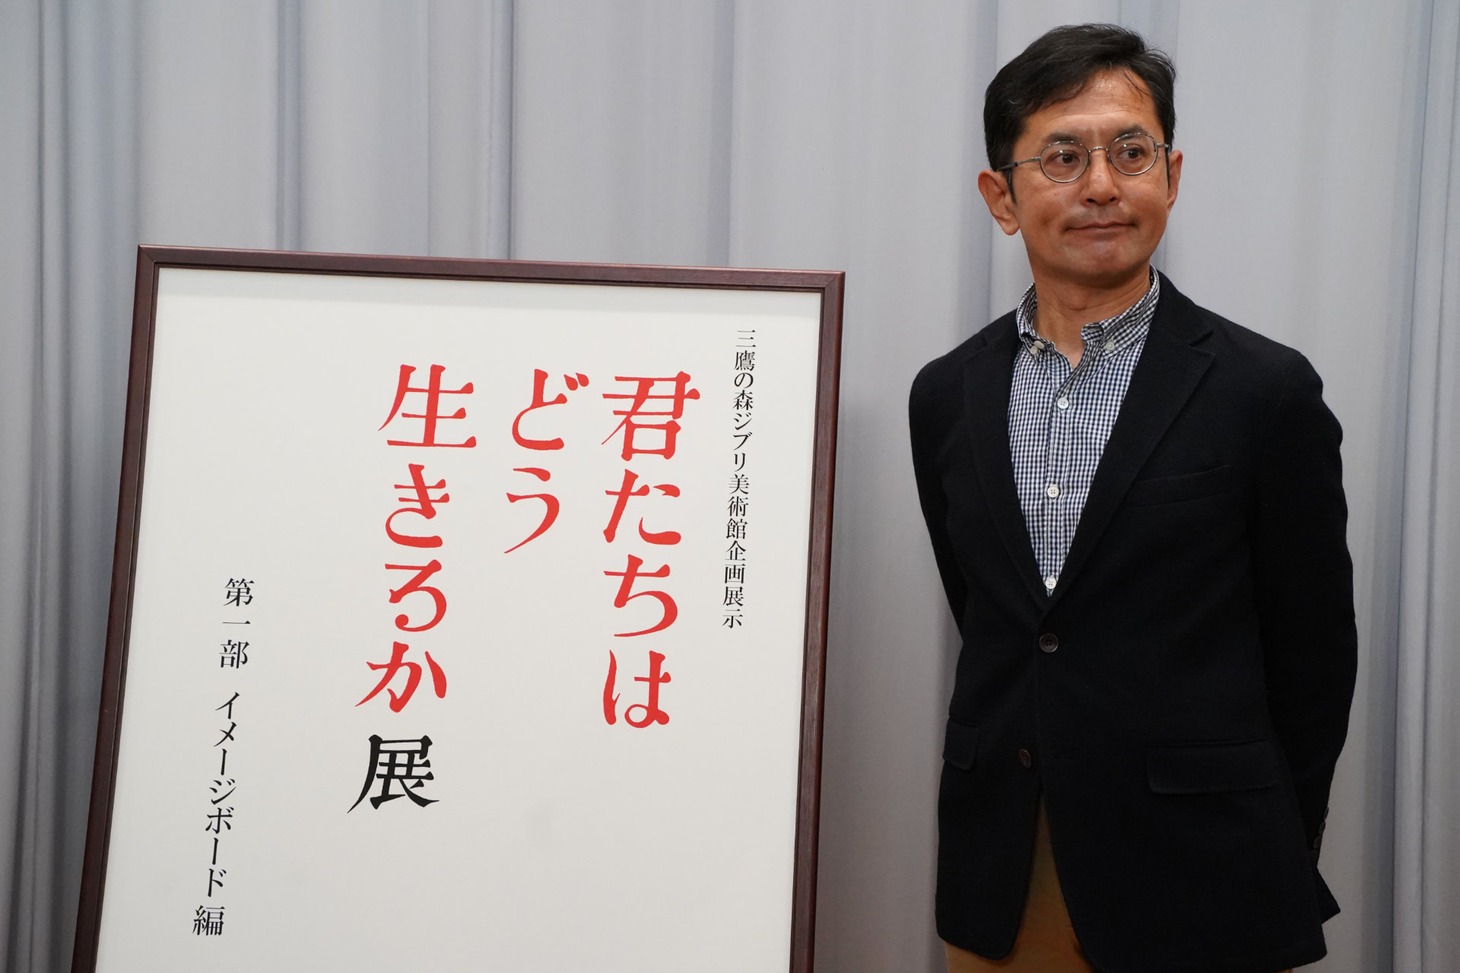 三鷹の森ジブリ美術館企画展示
君たちは
どう
生きるか展
第一部 イメージボード編